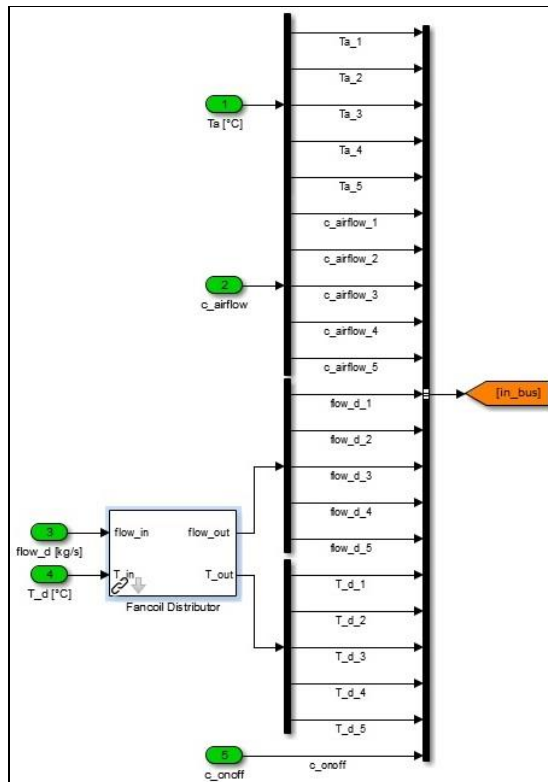 Ta_1
Ta_2
1
Ta_3
Ta [°C]
Ta_4
Ta_5
c_airflow_1
c_airflow_2
2
c_airflow_3
c_airflow
c_airflow_4
c_airflow_5
[in_bus]
flow_d_1
flow_d_2
flow_d_3
flow_d_4
3
flow_in
flow_out
flow_d [kg/s]
flow_d_5
4
T_in
T_out
T_d [°C]
T_d_1
Fancoil Distributor
T_d_2
T_d_3
T_d_4
T_d_5
5
c_onoff
c_onoff